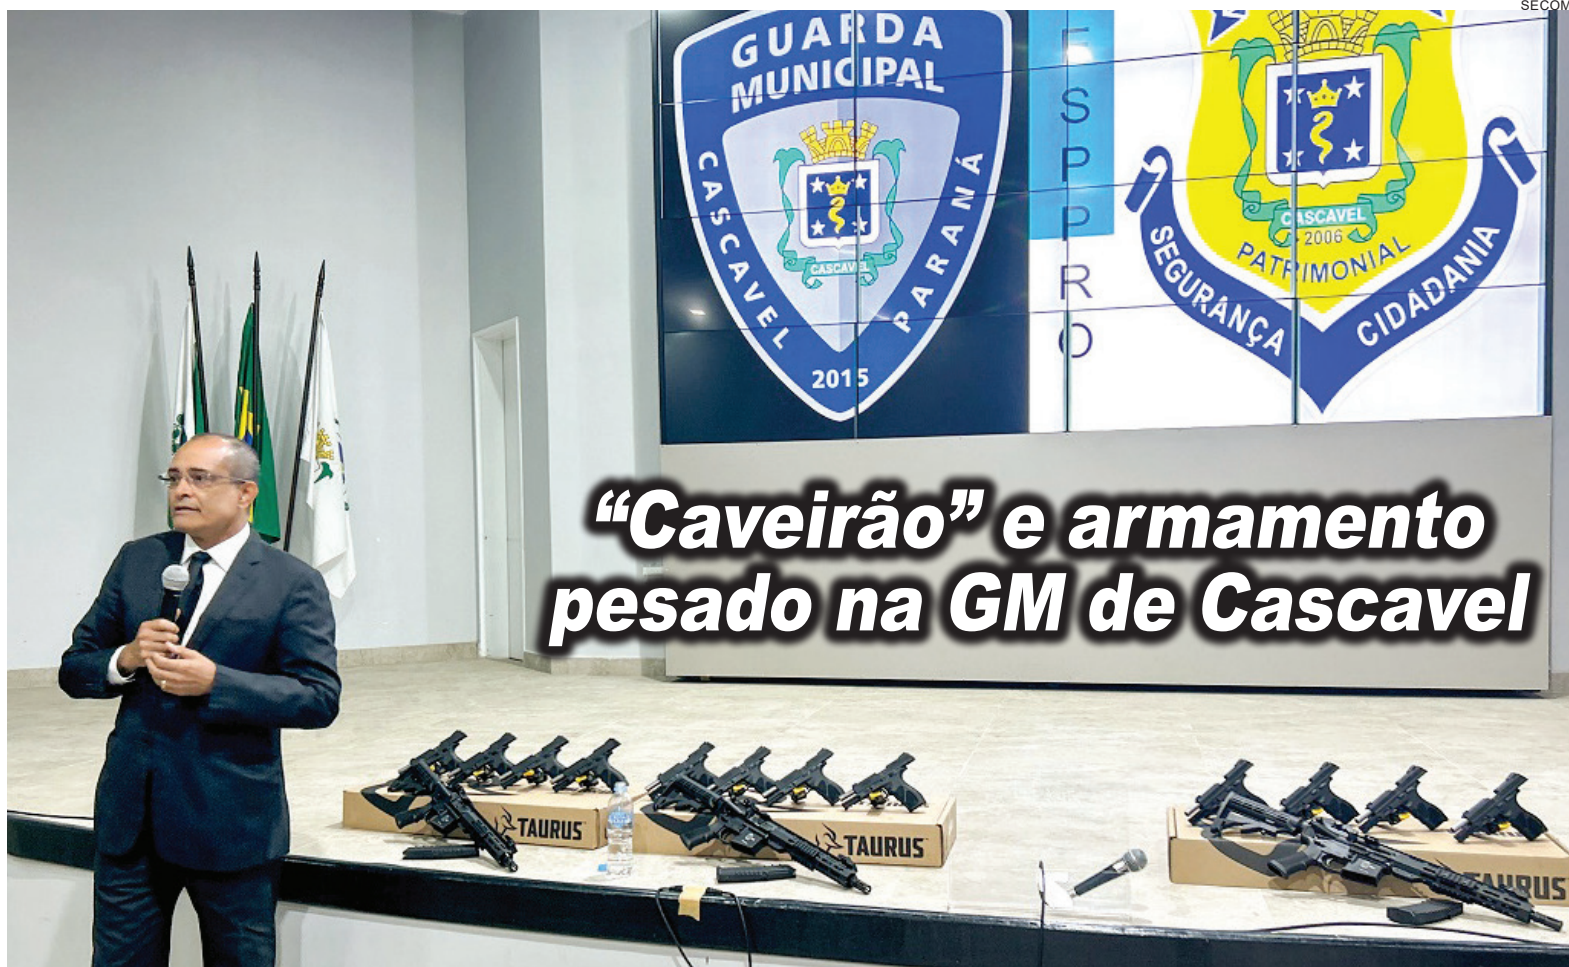 SECOM
GUARDA
MUNICIPAL
CASCAVEL
PARANÁ
CASCAVEL
2015
ESPPRO
CASCAVEL
2006
PATRIMONIAL
SEGURANÇA
CIDADANIA
“Caveirão” e armamento
pesado na GM de Cascavel
TAURUS
TAURUS
TAURUS